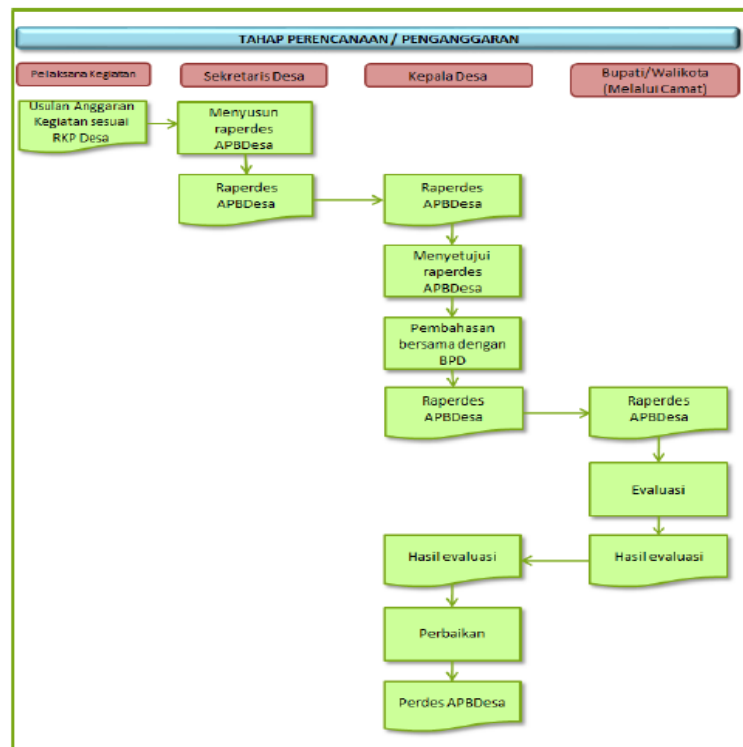 TAHAP PERENCANAAN / PENGANGGARAN
Pelaksana Kegiatan
Sekretaris Desa
Kepala Desa
Bupati/Walikota
(Melalui Camat)
Usulan Anggaran
Kegiatan sesuai
RKP Desa
Menyusun
raperdes
APBDesa
Raperdes
APBDesa
Raperdes
APBDesa
Menyetujui
raperdes
APBDesa
Pembahasan
bersama dengan
BPD
Raperdes
APBDesa
Raperdes
APBDesa
Evaluasi
Hasil evaluasi
Hasil evaluasi
Perbaikan
Perdes APBDesa